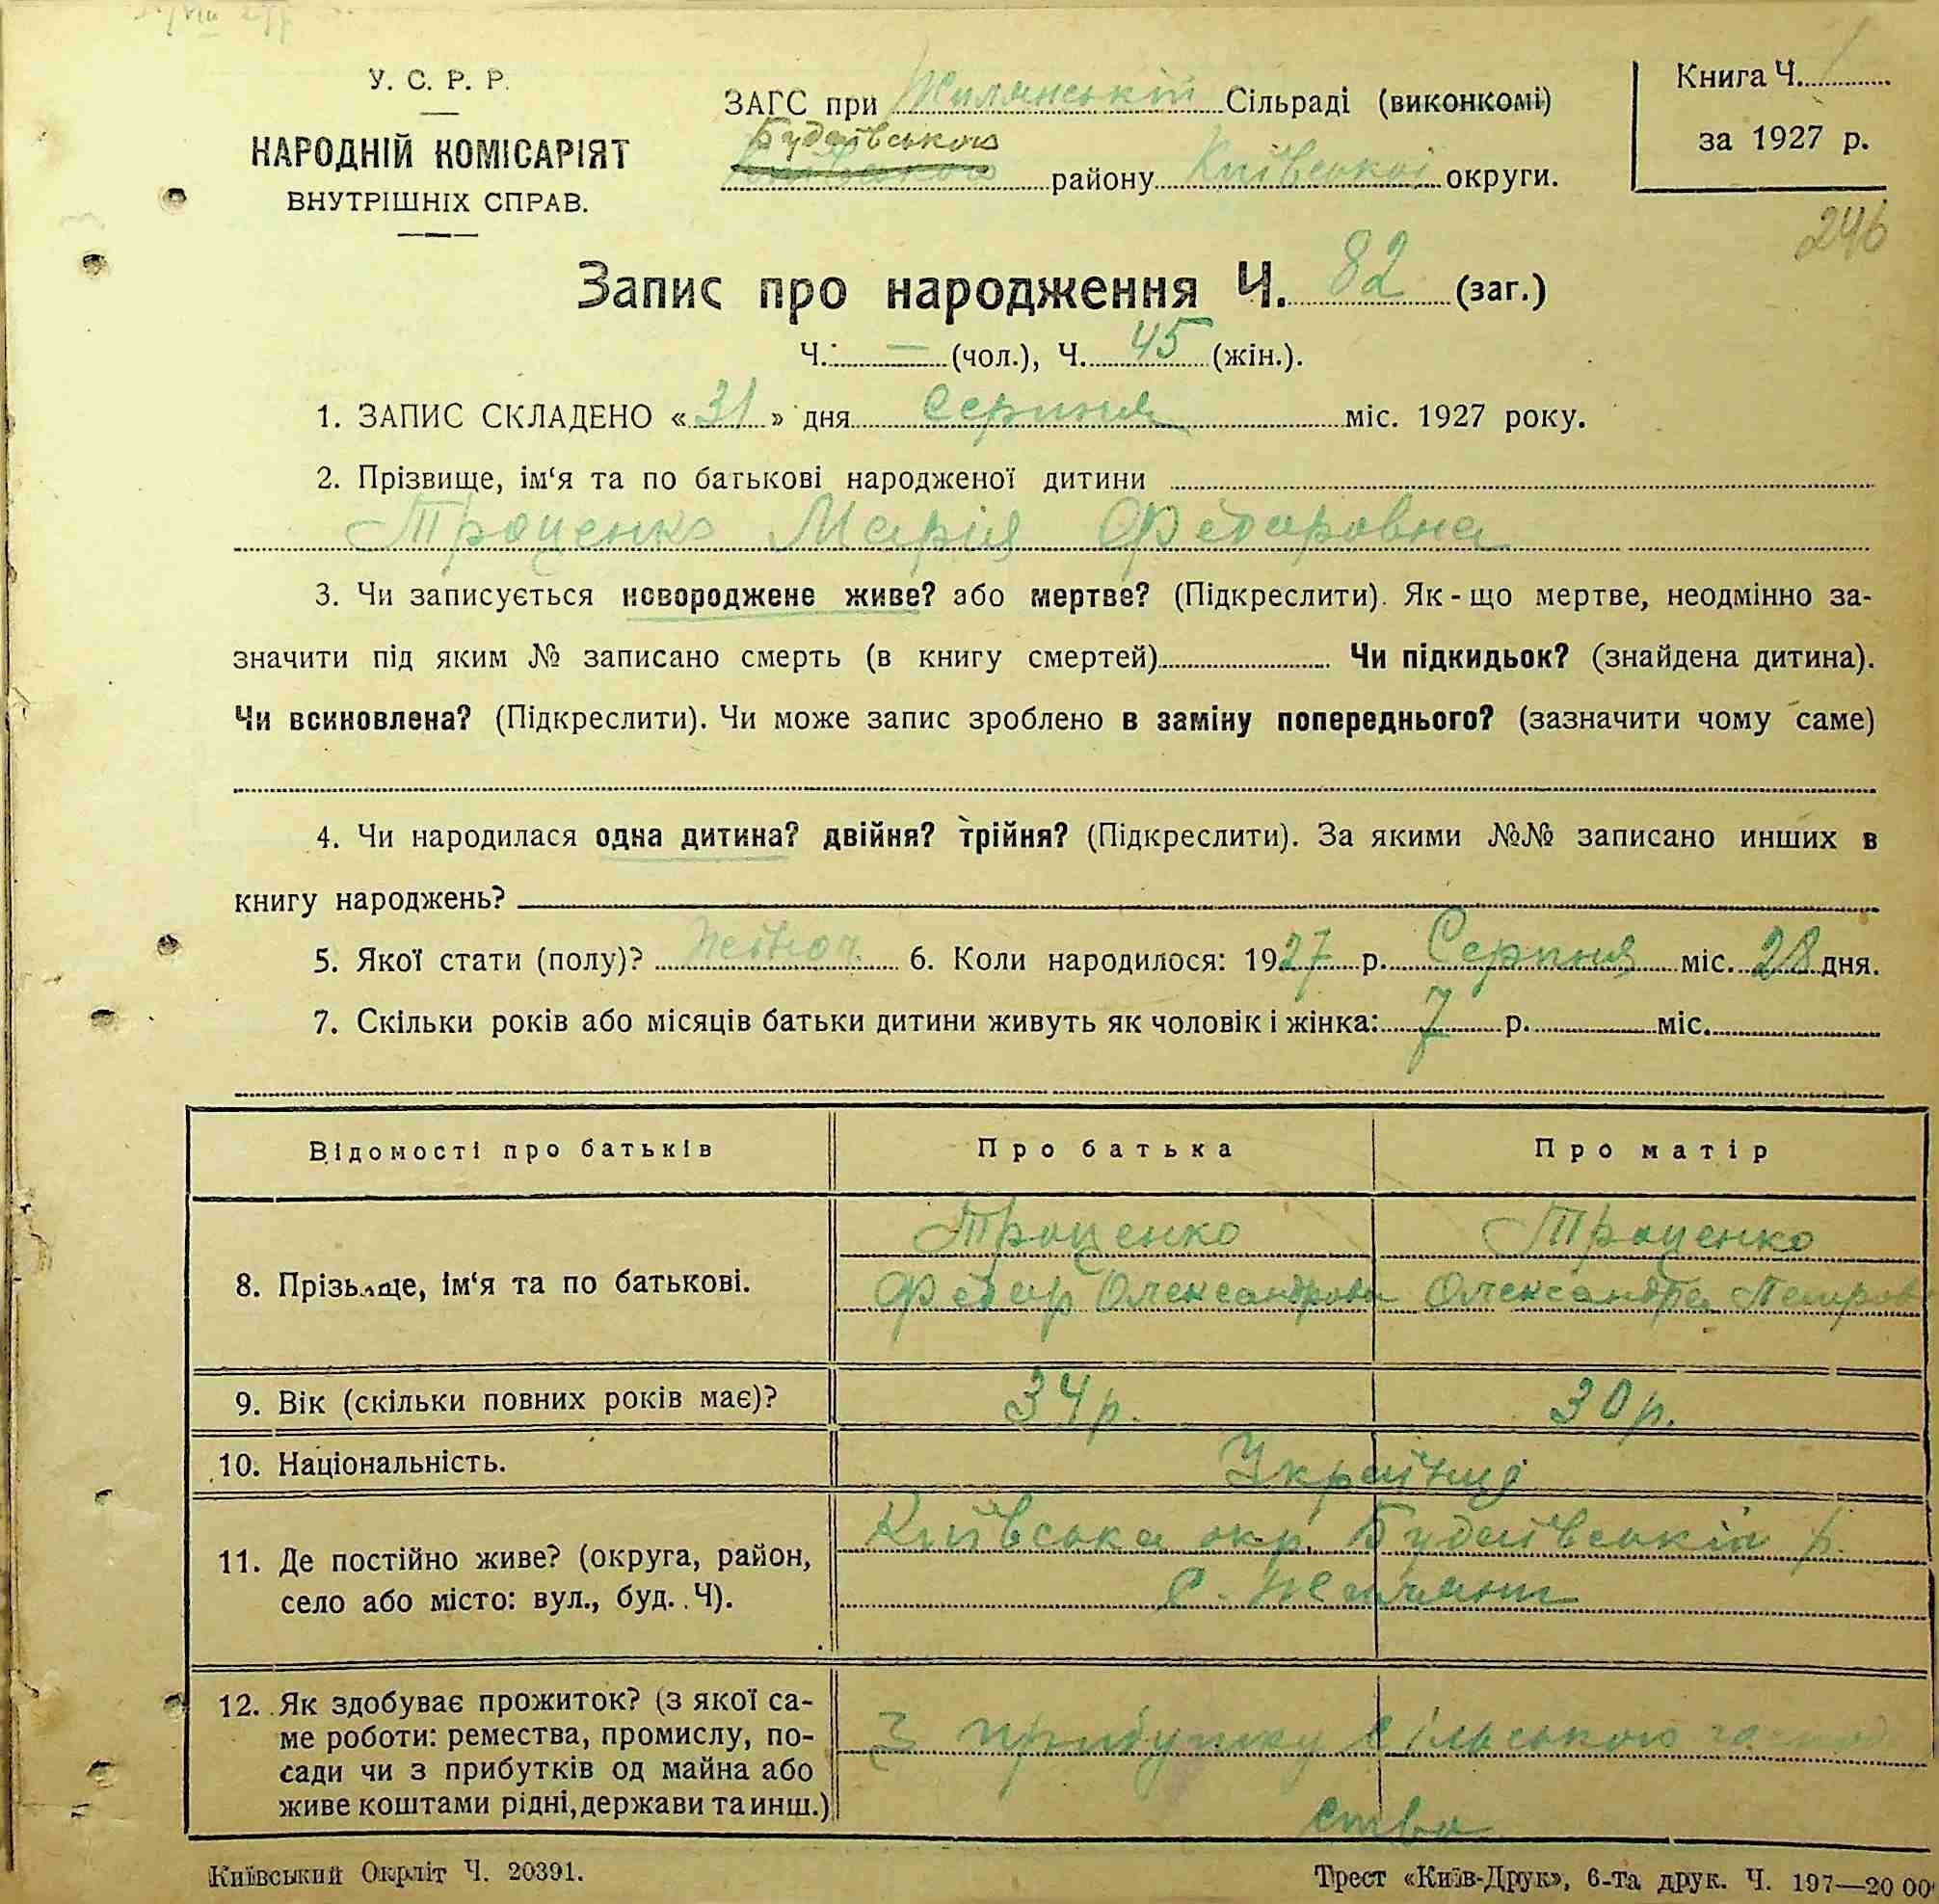 У. С. Р. Р.
НАРОДНІЙ КОМІСАРІЯТ
ВНУТРІШНІХ СПРАВ.
ЗАГС при Жилянській Сільраді (виконкомі)
Будаївського
району Київської округи.
Книга Ч. 1
за 1927 р.
246
Запис про народження Ч. 82 (заг.)
Ч. — (чол.), Ч. 45 (жін.).
1. ЗАПИС СКЛАДЕНО « 31 » дня Серпня міс. 1927 року.
2. Прізвище, ім'я та по батькові народженої дитини
Троценко Марія Федоровна
3. Чи записується новороджене живе? або мертве? (Підкреслити). Як-що мертве, неодмінно за-
значити під яким № записано смерть (в книгу смертей) Чи підкидьок? (знайдена дитина).
Чи всиновлена? (Підкреслити). Чи може запис зроблено в заміну попереднього? (зазначити чому саме)
4. Чи народилася одна дитина? двійня? трійня? (Підкреслити). За якими №№ записано инших в
книгу народжень?
5. Якої стати (полу)? жіноч. 6. Коли народилося: 1927 р. Серпня міс. 28 дня.
7. Скільки років або місяців батьки дитини живуть як чоловік і жінка: 7 р. міс.
Відомості про батьків Про батька Про матір
8. Прізьвище, ім'я та по батькові.
Троценко Троценко
Федор Олександрови Олександра Петров
9. Вік (скільки повних років має)? 34 р. 30 р.
10. Національність. Українці
11. Де постійно живе? (округа, район,
село або місто: вул., буд. Ч).
Київська окр. Будаївській р.
с. Жиляни
12. Як здобуває прожиток? (з якої са-
ме роботи: ремества, промислу, по-
сади чи з прибутків од майна або
живе коштами рідні, держави та инш.)
З прибутку сільського господ
ства
Київський Окрліт Ч. 20391.
Трест «Київ-Друк», 6-та друк. Ч. 197—20 00